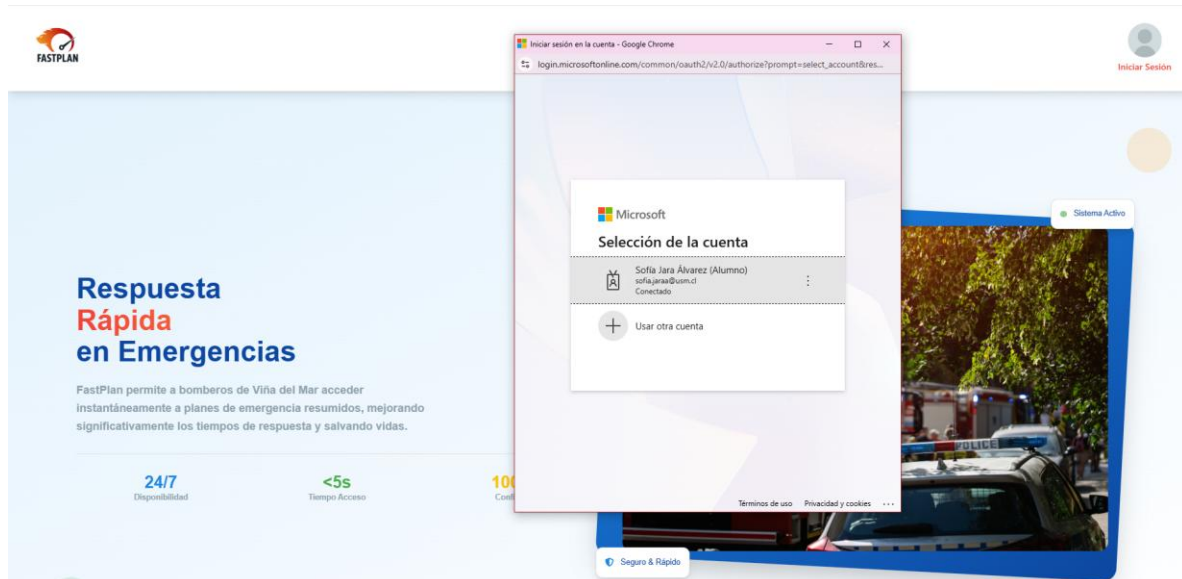 FASTPLAN
Iniciar Sesión
Iniciar sesión en la cuenta - Google Chrome
login.microsoftonline.com/common/oauth2/v2.0/authorize?prompt=select_account&res...
Microsoft
Selección de la cuenta
Sofía Jara Álvarez (Alumno)
sofia.jaraa@usm.cl
Conectado
Usar otra cuenta
Términos de uso Privacidad y cookies ...
Respuesta
Rápida
en Emergencias
FastPlan permite a bomberos de Viña del Mar acceder
instantáneamente a planes de emergencia resumidos, mejorando
significativamente los tiempos de respuesta y salvando vidas.
24/7
Disponibilidad
<5s
Tiempo Acceso
Sistema Activo
POLICE
Seguro & Rápido